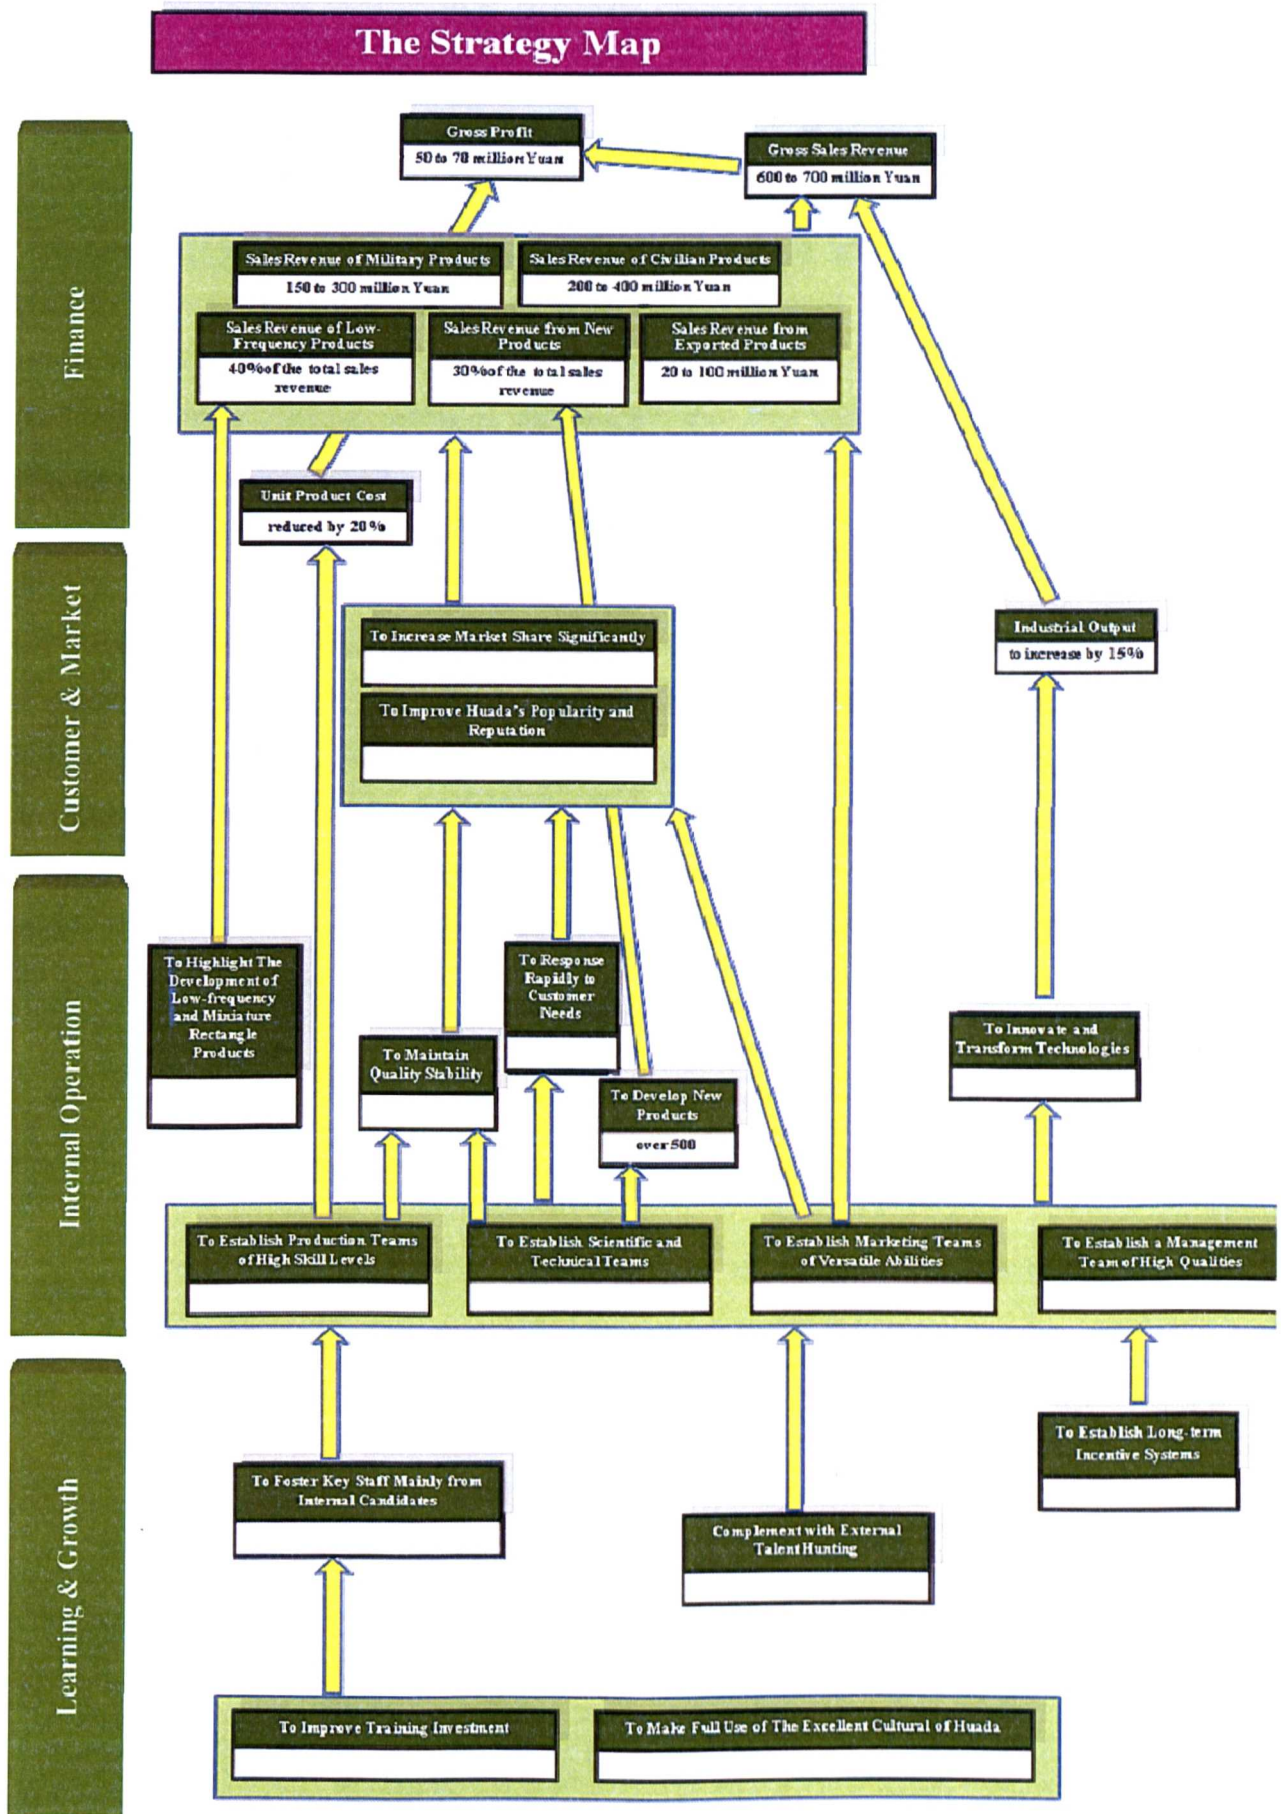 The Strategy Map
Finance
Gross Profit
50 to 70 million Yuan
Gross Sales Revenue
600 to 700 million Yuan
Sales Revenue of Military Products
150 to 300 million Yuan
Sales Revenue of Civilian Products
200 to 400 million Yuan
Sales Revenue of Low-
Frequency Products
40% of the total sales
revenue
Sales Revenue from New
Products
30% of the total sales
revenue
Sales Revenue from
Exported Products
20 to 100 million Yuan
Unit Product Cost
reduced by 20%
Customer & Market
To Increase Market Share Significantly
To Improve Huada's Popularity and
Reputation
Industrial Output
to increase by 15%
Internal Operation
To Highlight The
Development of
Low-frequency
and Miniature
Rectangle
Products
To Maintain
Quality Stability
To Response
Rapidly to
Customer
Needs
To Develop New
Products
over 500
To Innovate and
Transform Technologies
To Establish Production Teams
of High Skill Levels
To Establish Scientific and
Technical Teams
To Establish Marketing Teams
of Versatile Abilities
To Establish a Management
Team of High Qualities
Learning & Growth
To Foster Key Staff Mainly from
Internal Candidates
Complement with External
Talent Hunting
To Establish Long-term
Incentive Systems
To Improve Training Investment
To Make Full Use of The Excellent Cultural of Huada